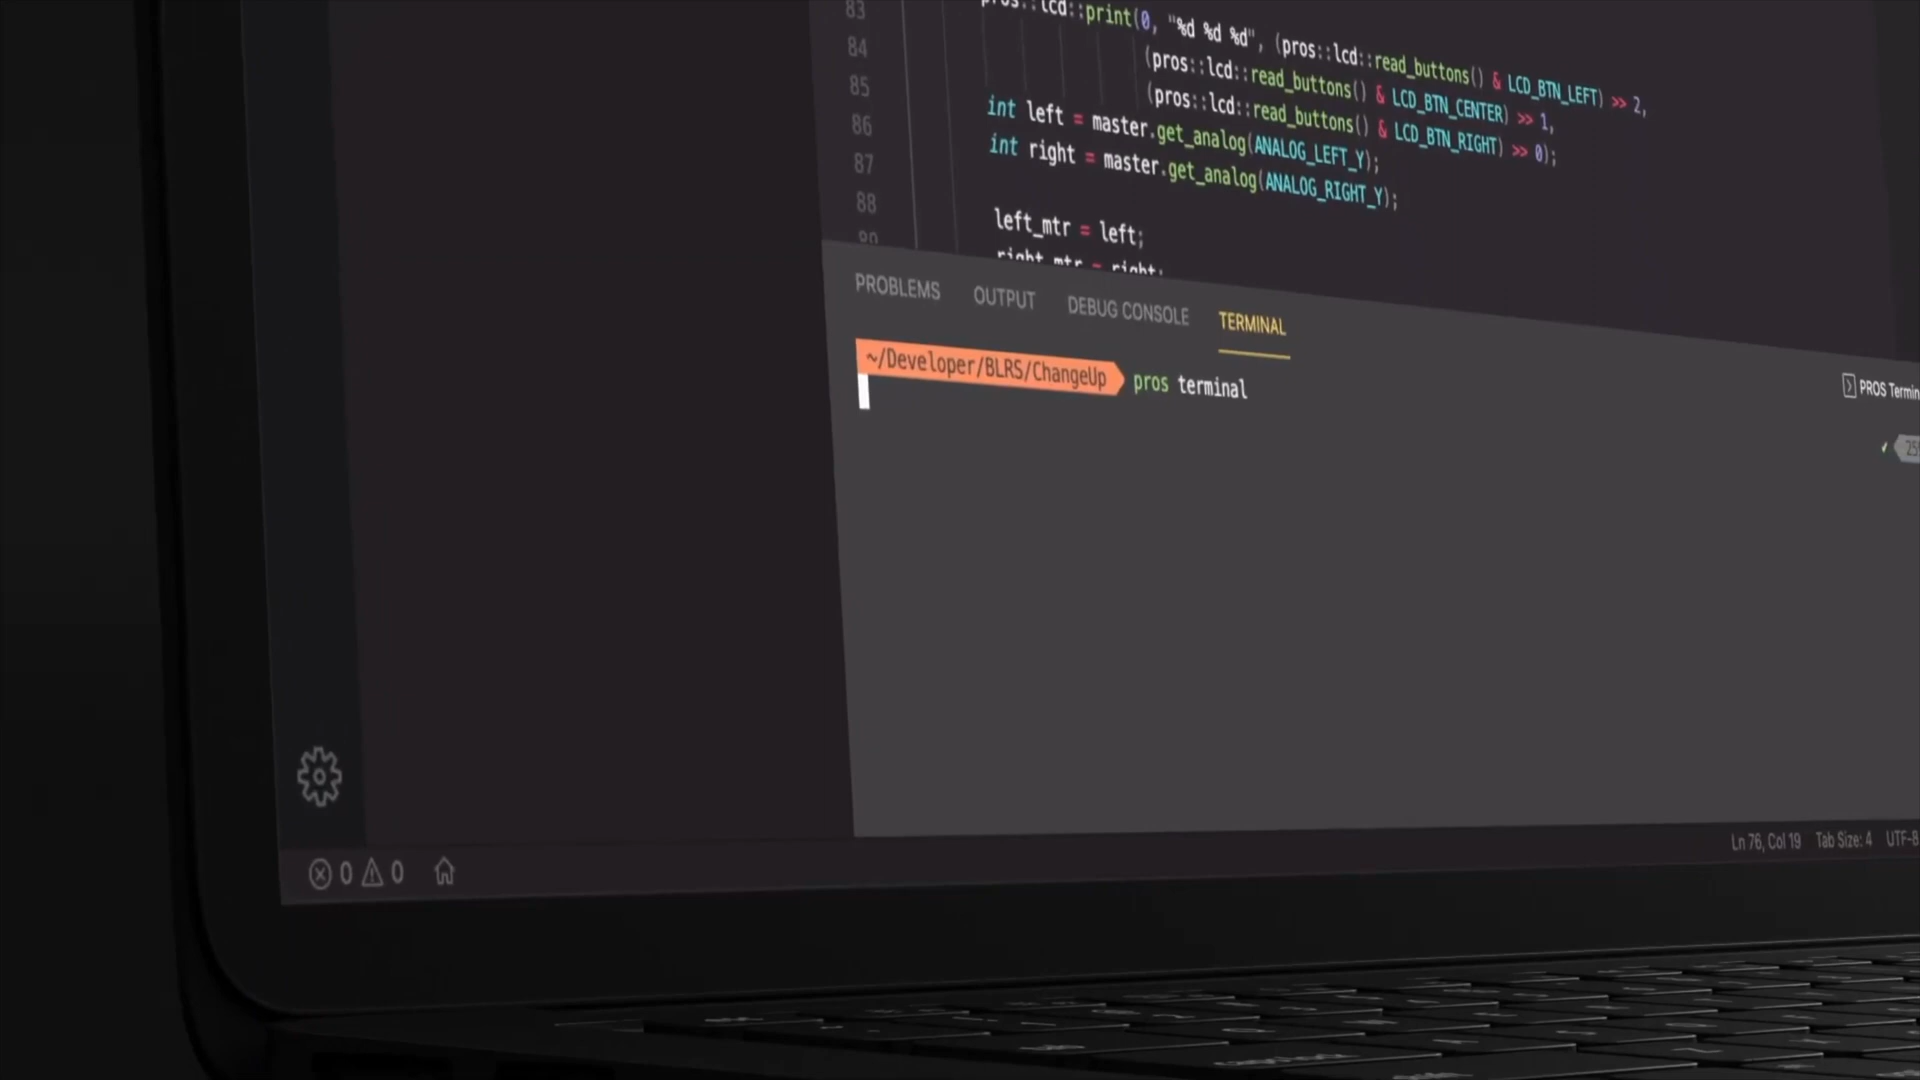 83
pros::lcd::print(0, "%d %d %d", (pros::lcd::read_buttons() & LCD_BTN_LEFT) >> 2,
84
(pros::lcd::read_buttons() & LCD_BTN_CENTER) >> 1,
85
(pros::lcd::read_buttons() & LCD_BTN_RIGHT) >> 0);
86
int left = master.get_analog(ANALOG_LEFT_Y);
87
int right = master.get_analog(ANALOG_RIGHT_Y);
88
left_mtr = left;
89
right_mtr = right;
PROBLEMS OUTPUT DEBUG CONSOLE TERMINAL
PROS Termin
~/Developer/BLRS/ChangeUp pros terminal
0 0
Ln 76, Col 19 Tab Size: 4 UTF-8